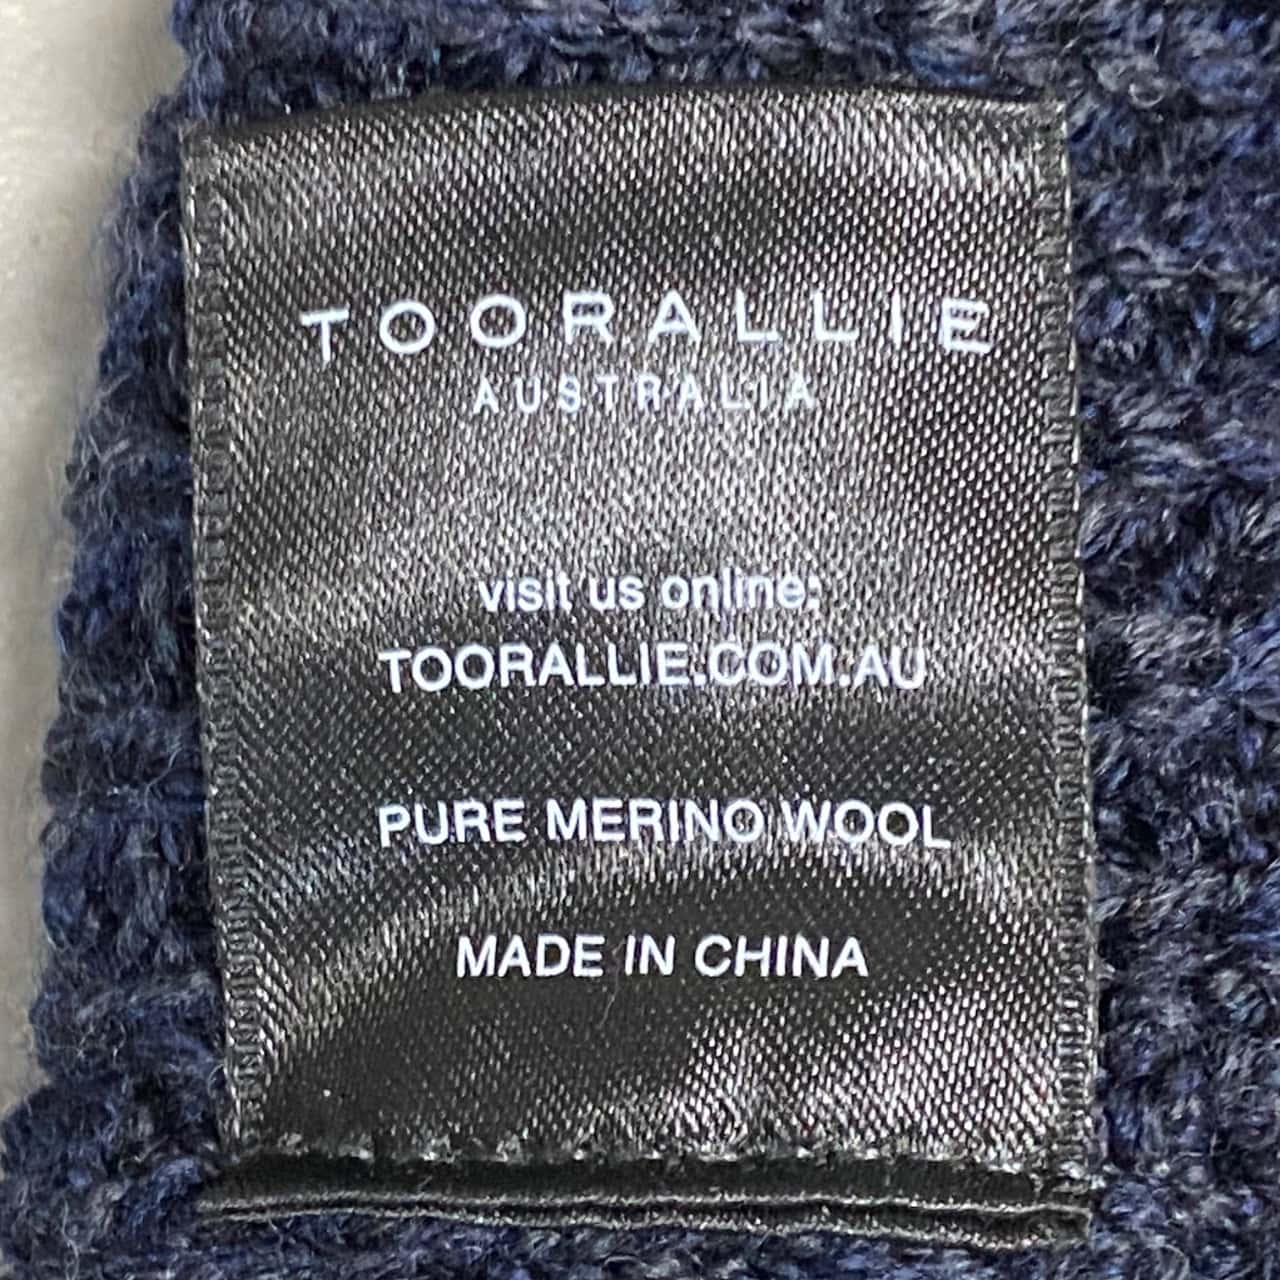 TOORALLIE
AUSTRALIA
visit us online:
TOORALLIE.COM.AU
PURE MERINO WOOL
MADE IN CHINA